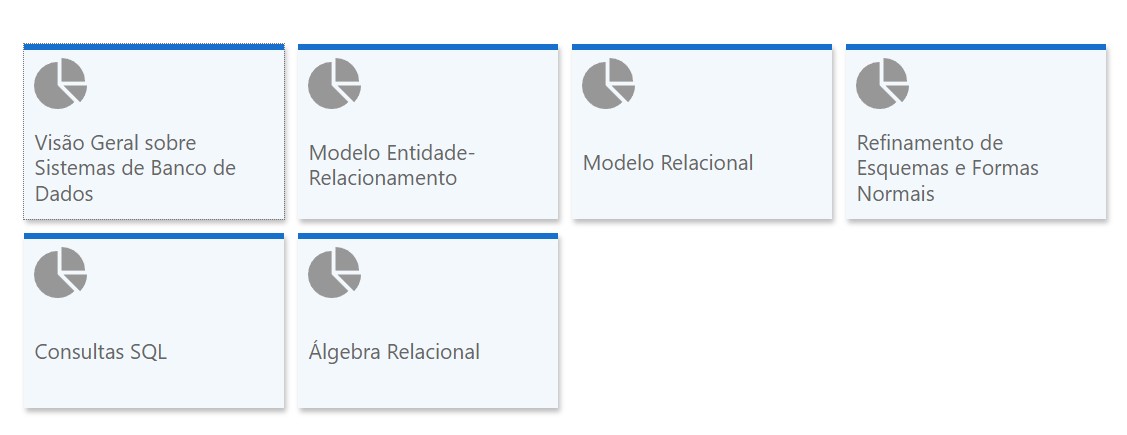 Visão Geral sobre
Sistemas de Banco de
Dados
Modelo Entidade-
Relacionamento
Modelo Relacional
Refinamento de
Esquemas e Formas
Normais
Consultas SQL
Álgebra Relacional